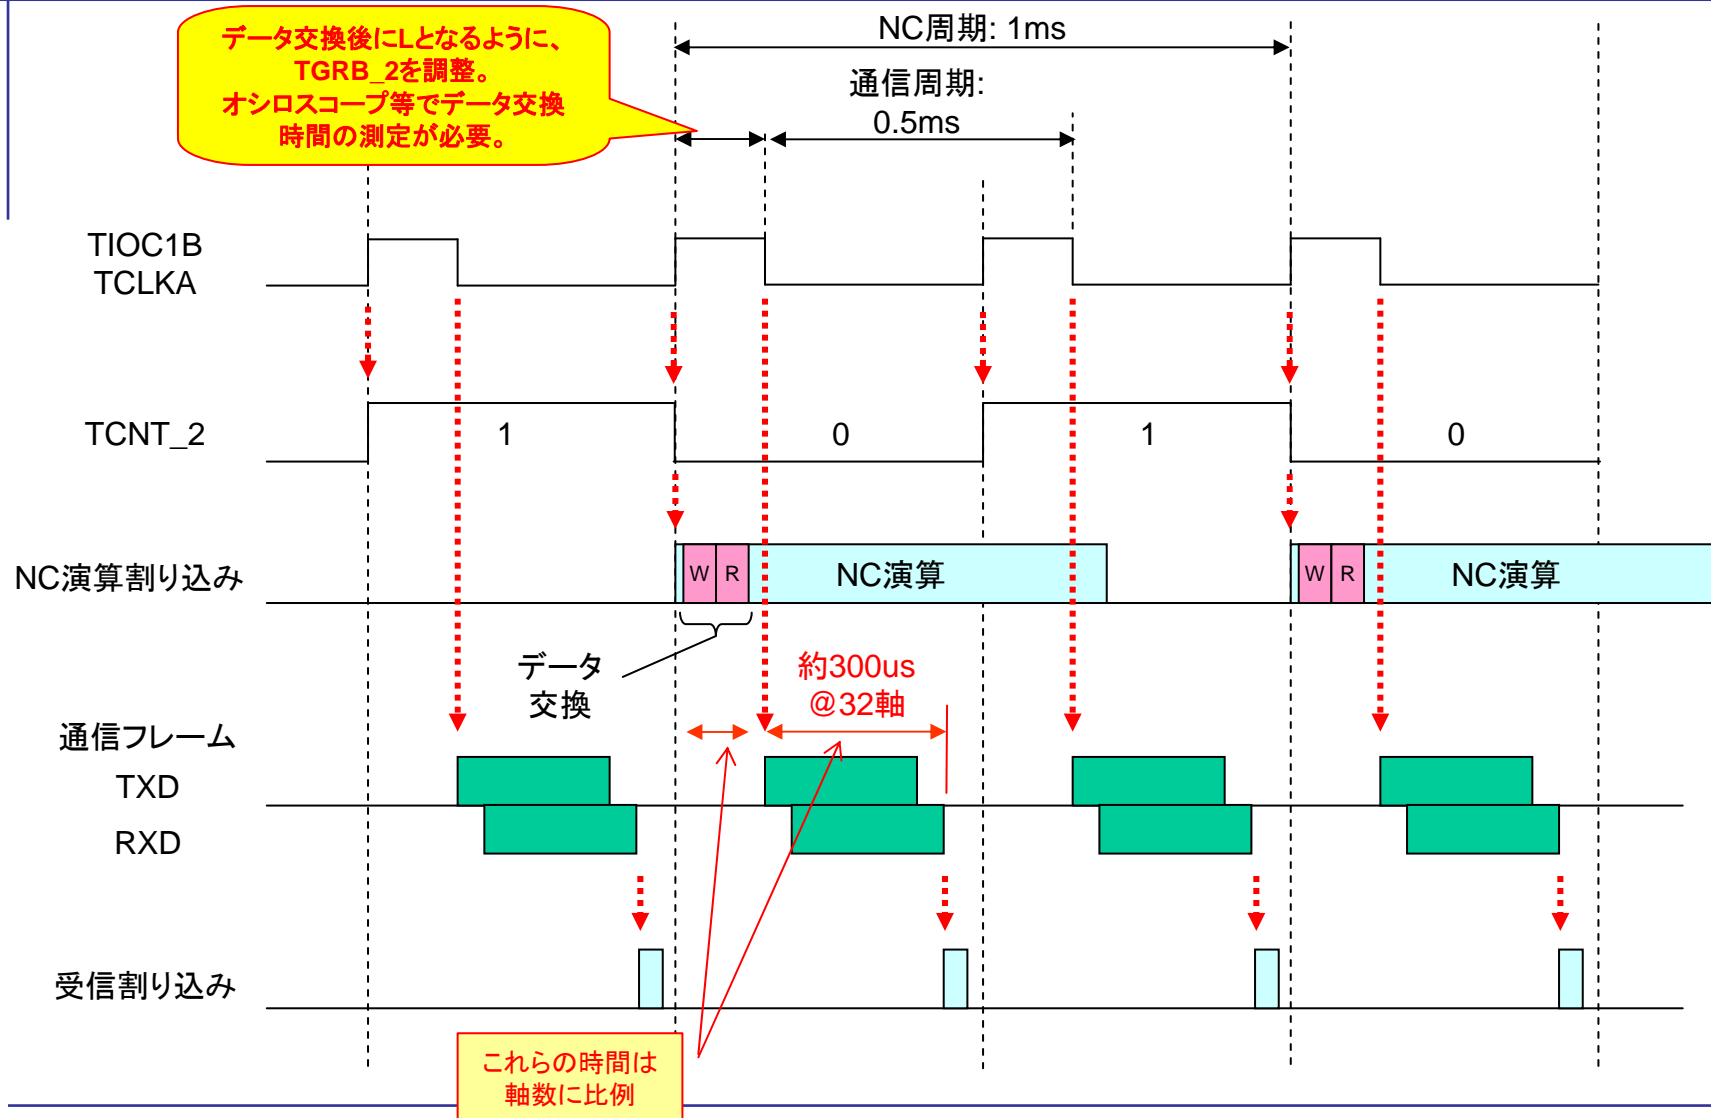 データ交換後にLとなるように、
TGRB_2を調整。
オシロスコープ等でデータ交換
時間の測定が必要。
NC周期: 1ms
通信周期:
0.5ms
TIOC1B
TCLKA
TCNT_2
1
0
1
0
NC演算割り込み
W
R
NC演算
W
R
NC演算
データ
交換
約300us
@32軸
通信フレーム
TXD
RXD
受信割り込み
これらの時間は
軸数に比例